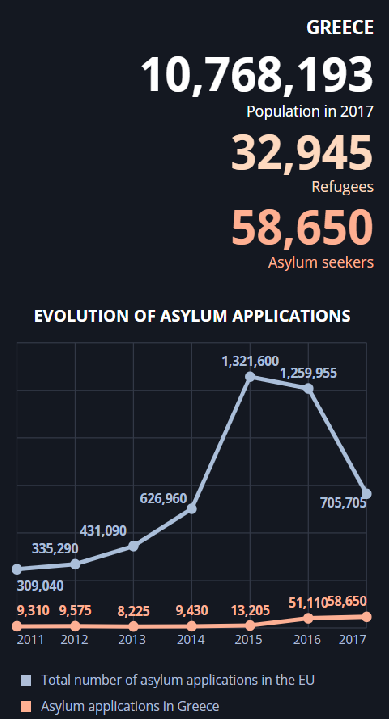 GREECE
10,768,193
Population in 2017
32,945
Refugees
58,650
Asylum seekers
EVOLUTION OF ASYLUM APPLICATIONS
1,321,600
1,259,955
626,960
705,705
431,090
335,290
309,040
9,310 9,575 8,225 9,430 13,205 51,110 58,650
2011 2012 2013 2014 2015 2016 2017
Total number of asylum applications in the EU
Asylum applications in Greece